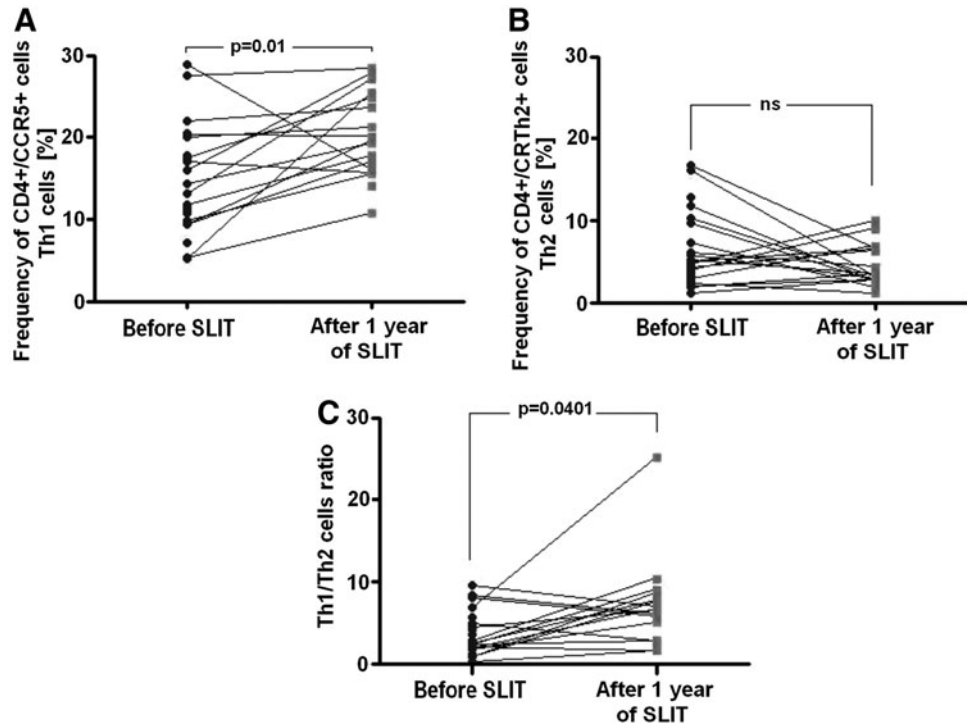 A
p=0.01
30
20
10
0
Frequency of CD4+/CCR5+ cells
Th1 cells [%]
Before SLIT
After 1 year
of SLIT
B
ns
30
20
10
0
Frequency of CD4+/CRTh2+ cells
Th2 cells [%]
Before SLIT
After 1 year
of SLIT
C
p=0.0401
30
20
10
0
Th1/Th2 cells ratio
Before SLIT
After 1 year
of SLIT